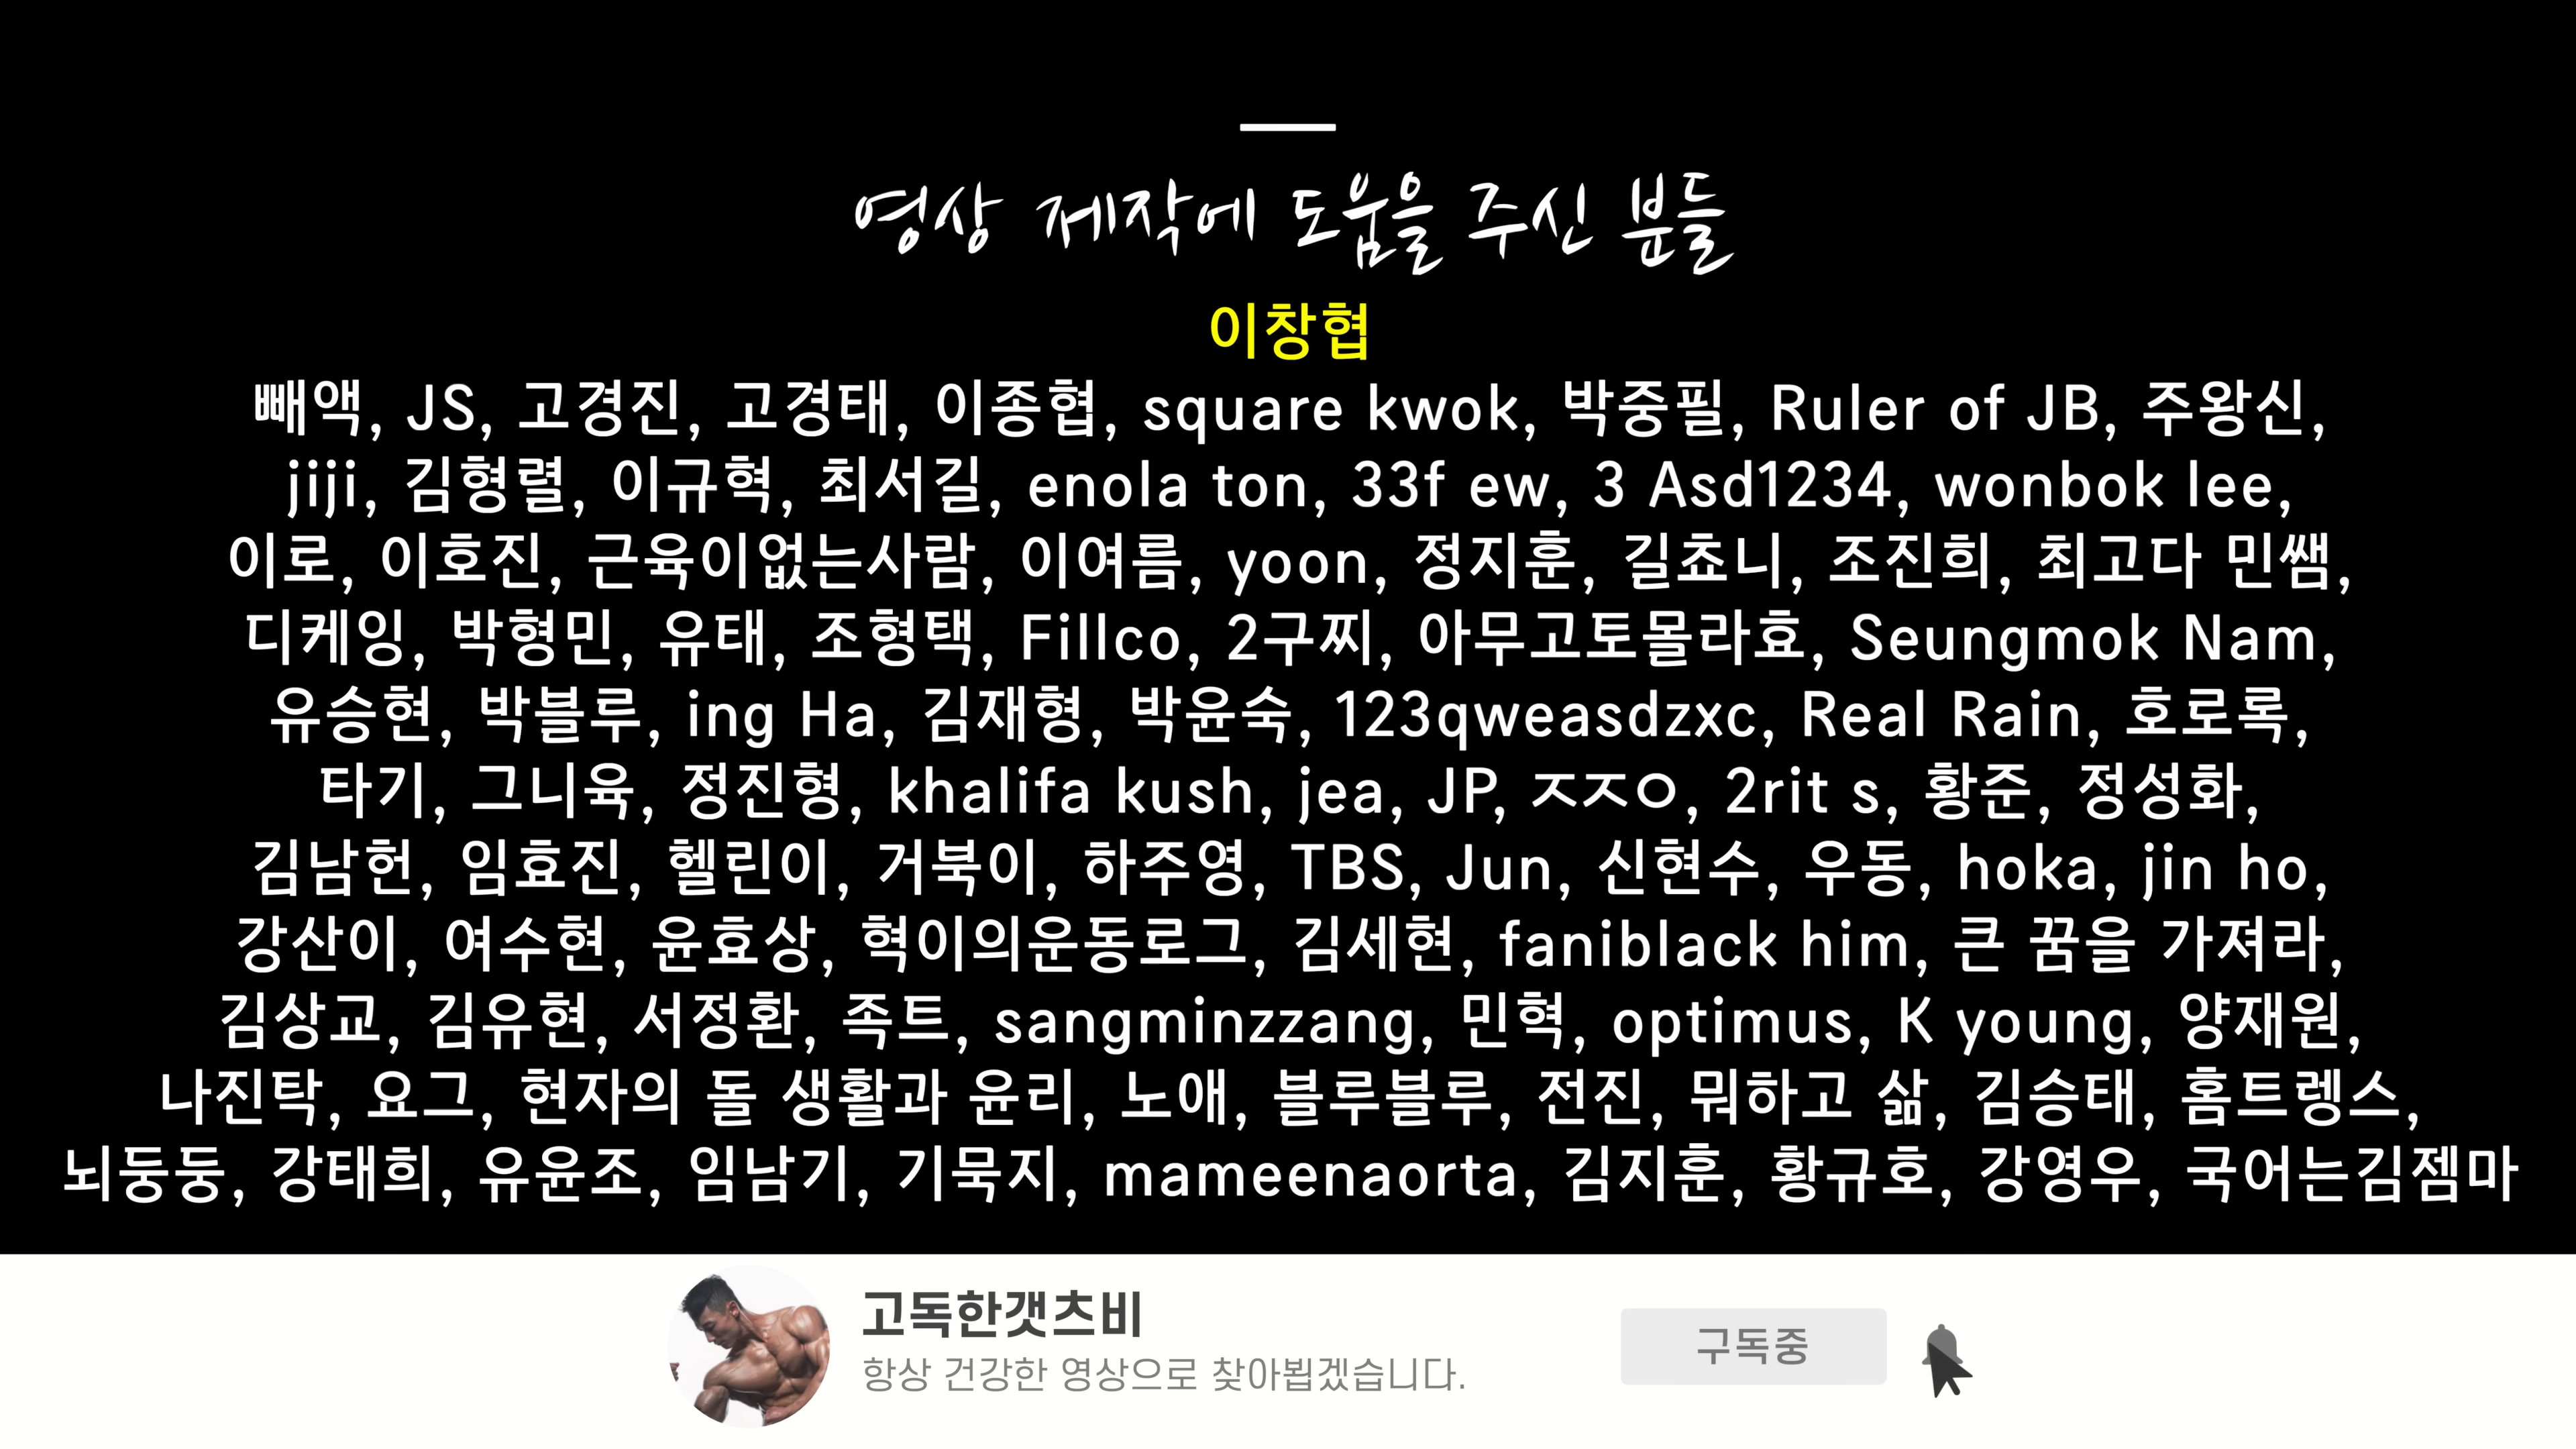 영상 제작에 도움을 주신 분들
이창협
빼액, JS, 고경진, 고경태, 이종협, square kwok, 박중필, Ruler of JB, 주왕신,
jiji, 김형렬, 이규혁, 최서길, enola ton, 33f ew, 3 Asd1234, wonbok lee,
이로, 이호진, 근육이없는사람, 이여름, yoon, 정지훈, 길쵸니, 조진희, 최고다 민쌤,
디케잉, 박형민, 유태, 조형택, Fillco, 2구찌, 아무고토몰라효, Seungmok Nam,
유승현, 박블루, ing Ha, 김재형, 박윤숙, 123qweasdzxc, Real Rain, 호로록,
타기, 그니육, 정진형, khalifa kush, jea, JP, ㅈㅈㅇ, 2rit s, 황준, 정성화,
김남헌, 임효진, 헬린이, 거북이, 하주영, TBS, Jun, 신현수, 우동, hoka, jin ho,
강산이, 여수현, 윤효상, 혁이의운동로그, 김세현, faniblack him, 큰 꿈을 가져라,
김상교, 김유현, 서정환, 족트, sangminzzang, 민혁, optimus, K young, 양재원,
나진탁, 요그, 현자의 돌 생활과 윤리, 노애, 블루블루, 전진, 뭐하고 삶, 김승태, 홈트렝스,
뇌둥둥, 강태희, 유윤조, 임남기, 기묵지, mameenaorta, 김지훈, 황규호, 강영우, 국어는김젬마
고독한갯츠비
항상 건강한 영상으로 찾아뵙겠습니다.
구독중